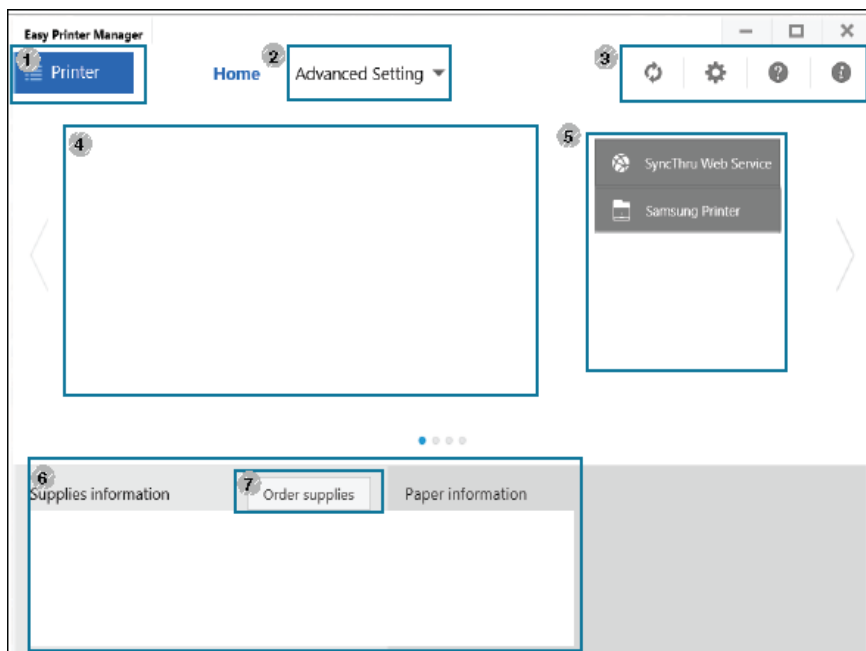 Easy Printer Manager
1
Printer
Home
2
Advanced Setting
3
4
5
SyncThru Web Service
Samsung Printer
6
Supplies information
7
Order supplies
Paper information